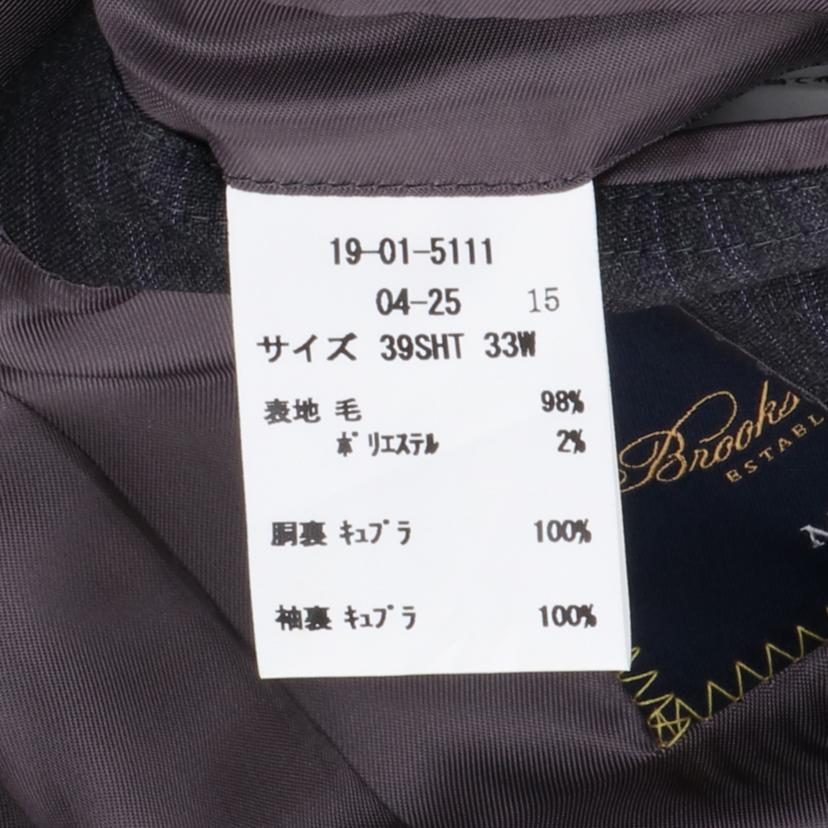 19-01-5111
04-25 15
サイズ 39SHT 33W
表地 毛 98%
ポリエステル 2%
胴裏 キュプラ 100%
袖裏 キュプラ 100%
Brooks
ESTABL